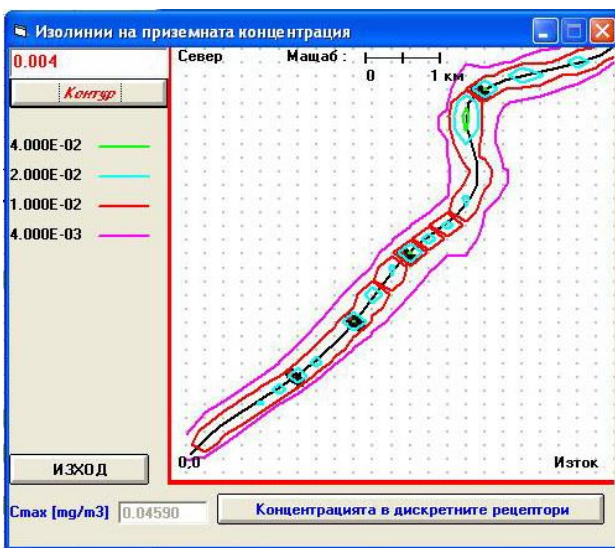 Изолинии на приземната концентрация
0.004
Контур
4.000E-02
2.000E-02
1.000E-02
4.000E-03
Север Мащаб :
0 1 км
0,0 Изток
ИЗХОД
Cmax [mg/m3] 0.04590
Концентрацията в дискретните рецептори